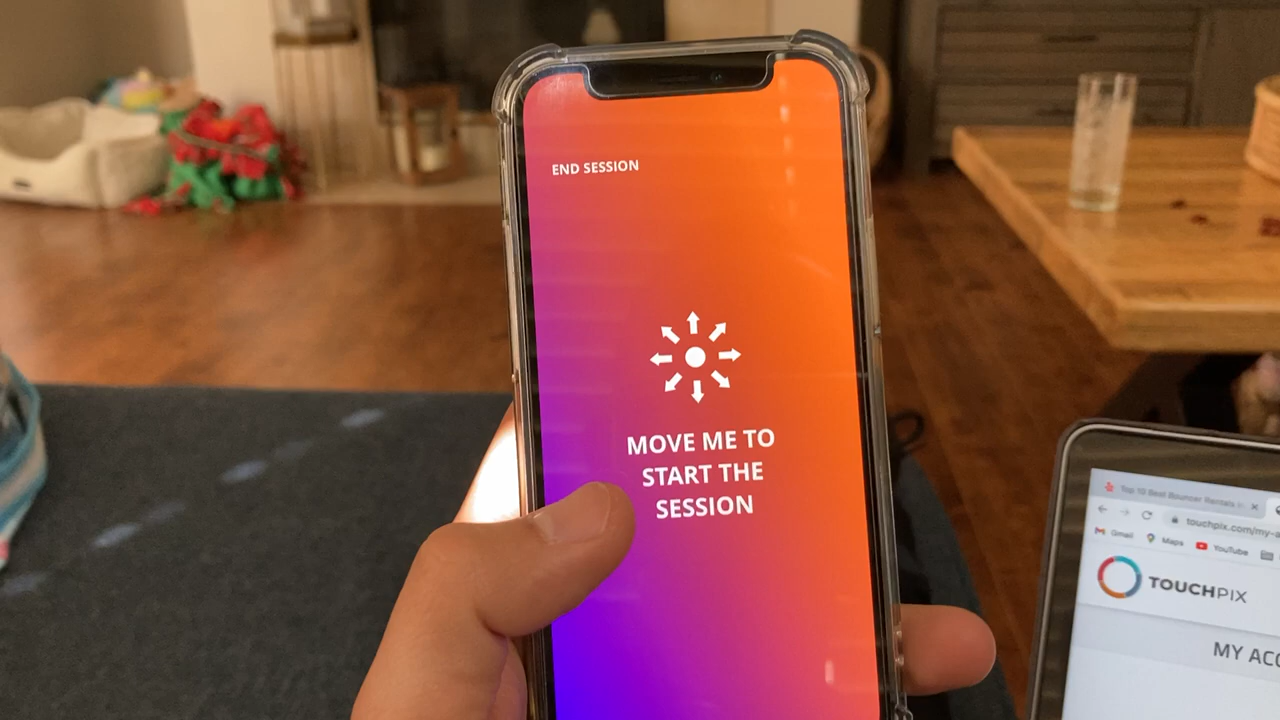 END SESSION
MOVE ME TO
START THE
SESSION
Top 10 Best Bouncer Rentals
touchpix.com/my-a
Gmail
Maps
YouTube
TOUCHPIX
MY ACC